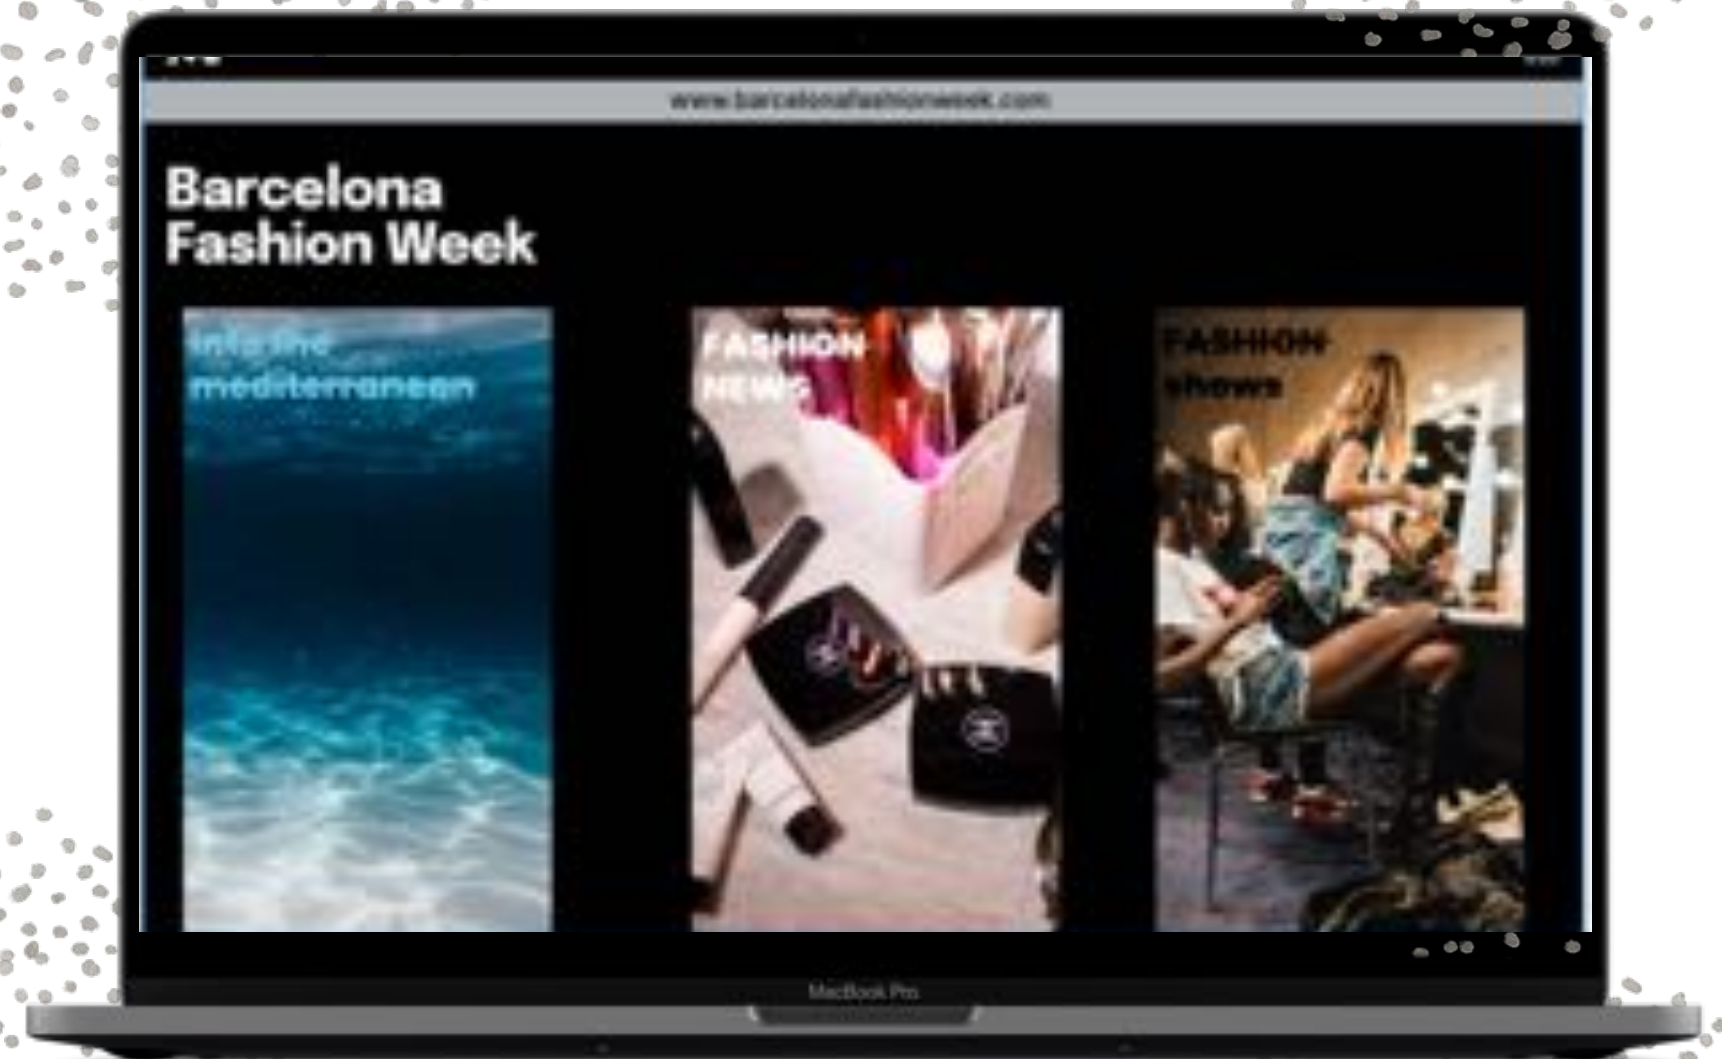 www.barcelonafashionweek.com
Barcelona
Fashion Week
into the
mediterranean
FASHION
NEWS
FASHION
shows
MacBook Pro